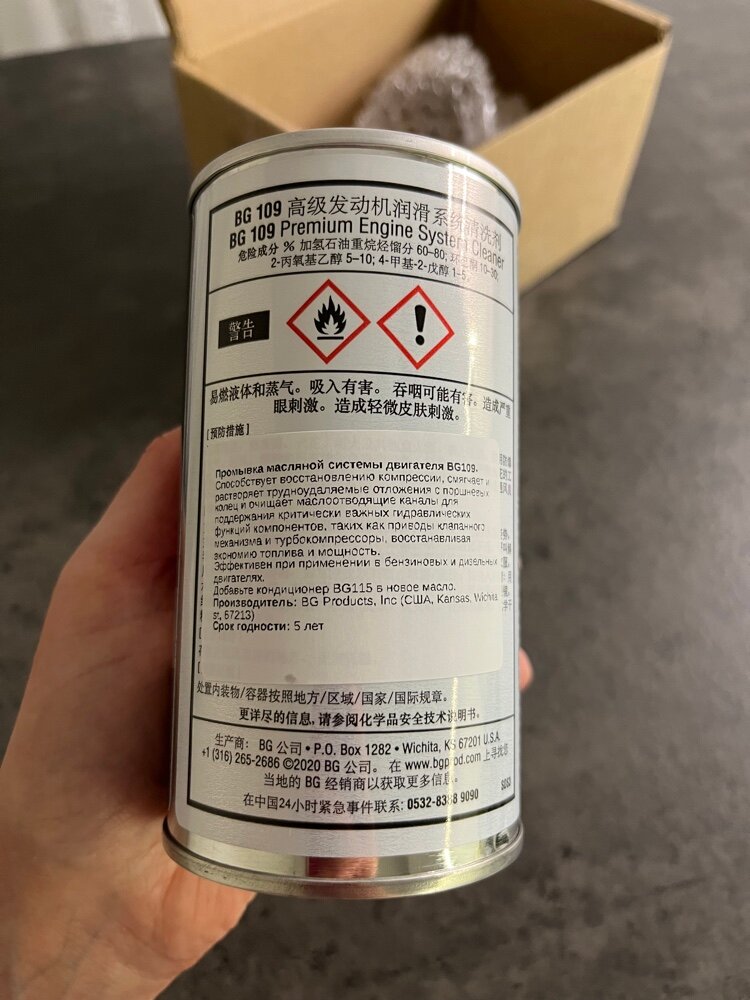 BG 109 高级发动机润滑系统清洗剂
BG 109 Premium Engine System Cleaner
危险成分 % 加氢石油重烷烃馏分 60–80; 环己酮 10–30;
2-丙氧基乙醇 5–10; 4-甲基-2-戊醇 1–5.
警告
易燃液体和蒸气。吸入有害。吞咽可能有害。造成严重
眼刺激。造成轻微皮肤刺激。
[预防措施]
Промывка масляной системы двигателя BG109.
Способствует восстановлению компрессии, смягчает и
растворяет трудноудаляемые отложения с поршневых
колец и очищает маслоотводящие каналы для
поддержания критически важных гидравлических
функций компонентов, таких как приводы клапанного
механизма и турбокомпрессоры, восстанавливая
экономию топлива и мощность.
Эффективен при применении в бензиновых и дизельных
двигателях.
Добавьте кондиционер BG115 в новое масло.
Производитель: BG Products, Inc (США, Kansas, Wichita
st, 67213)
Срок годности: 5 лет
处置内装物/容器按照地方/区域/国家/国际规章。
更详尽的信息, 请参阅化学品安全技术说明书。
生产商: BG 公司 • P.O. Box 1282 • Wichita, KS 67201 U.S.A.
+1 (316) 265-2686 ©2020 BG 公司。 在 www.bgprod.com 上寻找您
当地的 BG 经销商以获取更多信息。
在中国24小时紧急事件联系: 0532-8388 9090